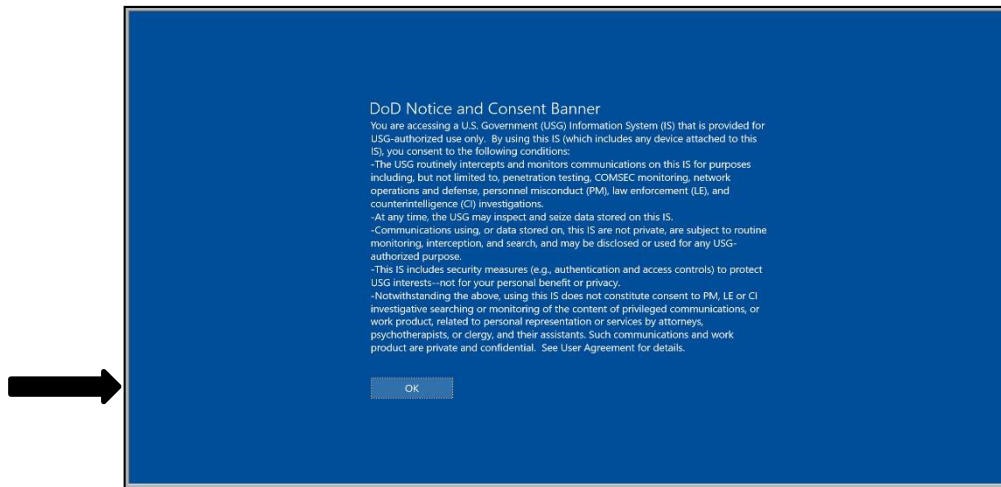 DoD Notice and Consent Banner
You are accessing a U.S. Government (USG) Information System (IS) that is provided for
USG-authorized use only.  By using this IS (which includes any device attached to this
IS), you consent to the following conditions:
-The USG routinely intercepts and monitors communications on this IS for purposes
including, but not limited to, penetration testing, COMSEC monitoring, network
operations and defense, personnel misconduct (PM), law enforcement (LE), and
counterintelligence (CI) investigations.
-At any time, the USG may inspect and seize data stored on this IS.
-Communications using, or data stored on, this IS are not private, are subject to routine
monitoring, interception, and search, and may be disclosed or used for any USG-
authorized purpose.
-This IS includes security measures (e.g., authentication and access controls) to protect
USG interests--not for your personal benefit or privacy.
-Notwithstanding the above, using this IS does not constitute consent to PM, LE or CI
investigative searching or monitoring of the content of privileged communications, or
work product, related to personal representation or services by attorneys,
psychotherapists, or clergy, and their assistants. Such communications and work
product are private and confidential.  See User Agreement for details.
OK